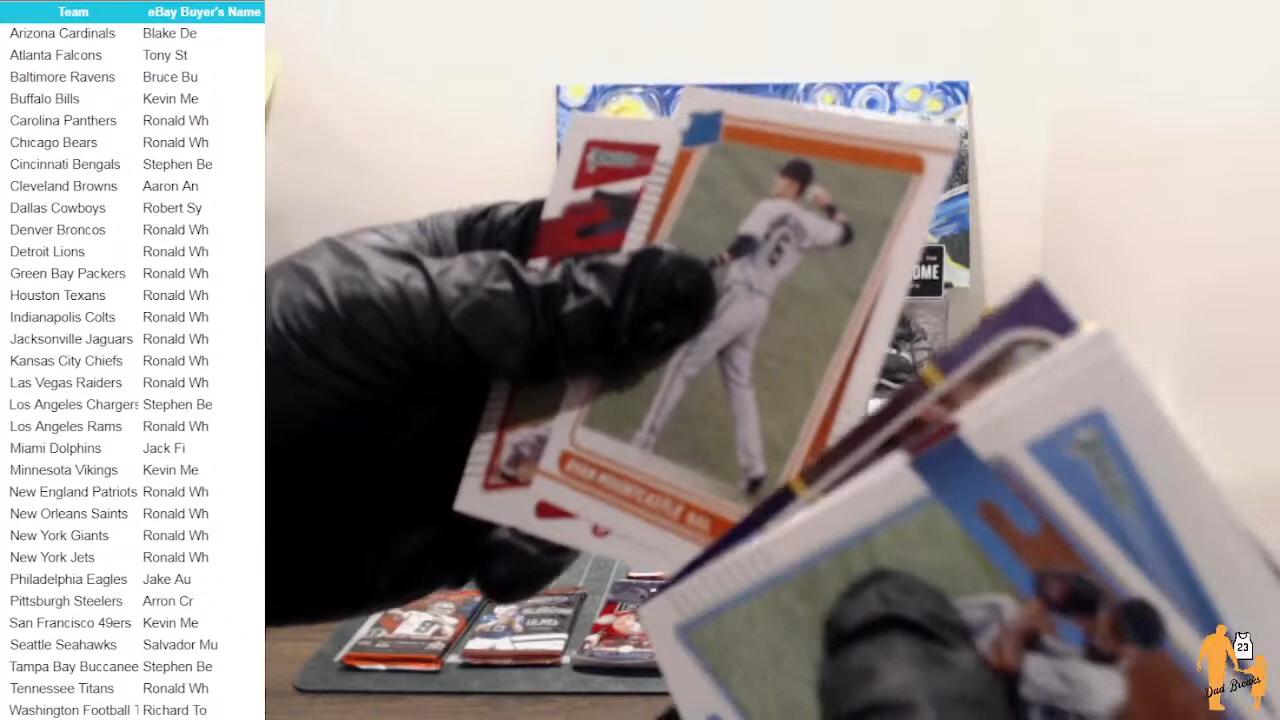 Team eBay Buyer's Name
Arizona Cardinals Blake De
Atlanta Falcons Tony St
Baltimore Ravens Bruce Bu
Buffalo Bills Kevin Me
Carolina Panthers Ronald Wh
Chicago Bears Ronald Wh
Cincinnati Bengals Stephen Be
Cleveland Browns Aaron An
Dallas Cowboys Robert Sy
Denver Broncos Ronald Wh
Detroit Lions Ronald Wh
Green Bay Packers Ronald Wh
Houston Texans Ronald Wh
Indianapolis Colts Ronald Wh
Jacksonville Jaguars Ronald Wh
Kansas City Chiefs Ronald Wh
Las Vegas Raiders Ronald Wh
Los Angeles Chargers Stephen Be
Los Angeles Rams Ronald Wh
Miami Dolphins Jack Fi
Minnesota Vikings Kevin Me
New England Patriots Ronald Wh
New Orleans Saints Ronald Wh
New York Giants Ronald Wh
New York Jets Ronald Wh
Philadelphia Eagles Jake Au
Pittsburgh Steelers Arron Cr
San Francisco 49ers Kevin Me
Seattle Seahawks Salvador Mu
Tampa Bay Buccanee Stephen Be
Tennessee Titans Ronald Wh
Washington Football Richard To
6
MOUNTCASTLE
23
Dad Breaks